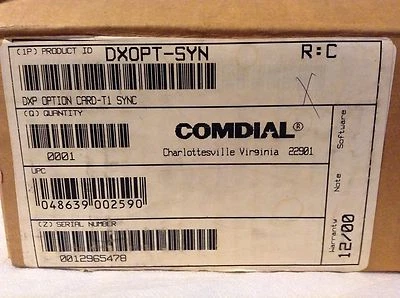 (1P) PRODUCT ID DXOPT-SYN R:C
DXP OPTION CARD-T1 SYNC
(Q) QUANTITY
0001
COMDIAL®
Charlottesville Virginia 22901
UPC
048639 002590
(Z) SERIAL NUMBER
0012965478
Software
Note
Warranty
12/00